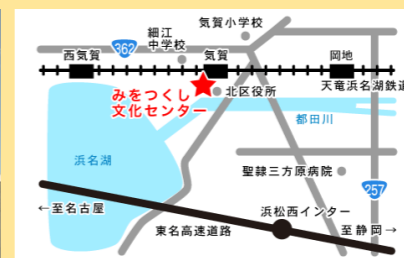 気賀小学校
細江
中学校
362
西気賀
気賀
岡地
天竜浜名湖鉄道
みをつくし
文化センター
北区役所
都田川
浜名湖
聖隷三方原病院
257
←至名古屋
浜松西インター
東名高速道路
至静岡→